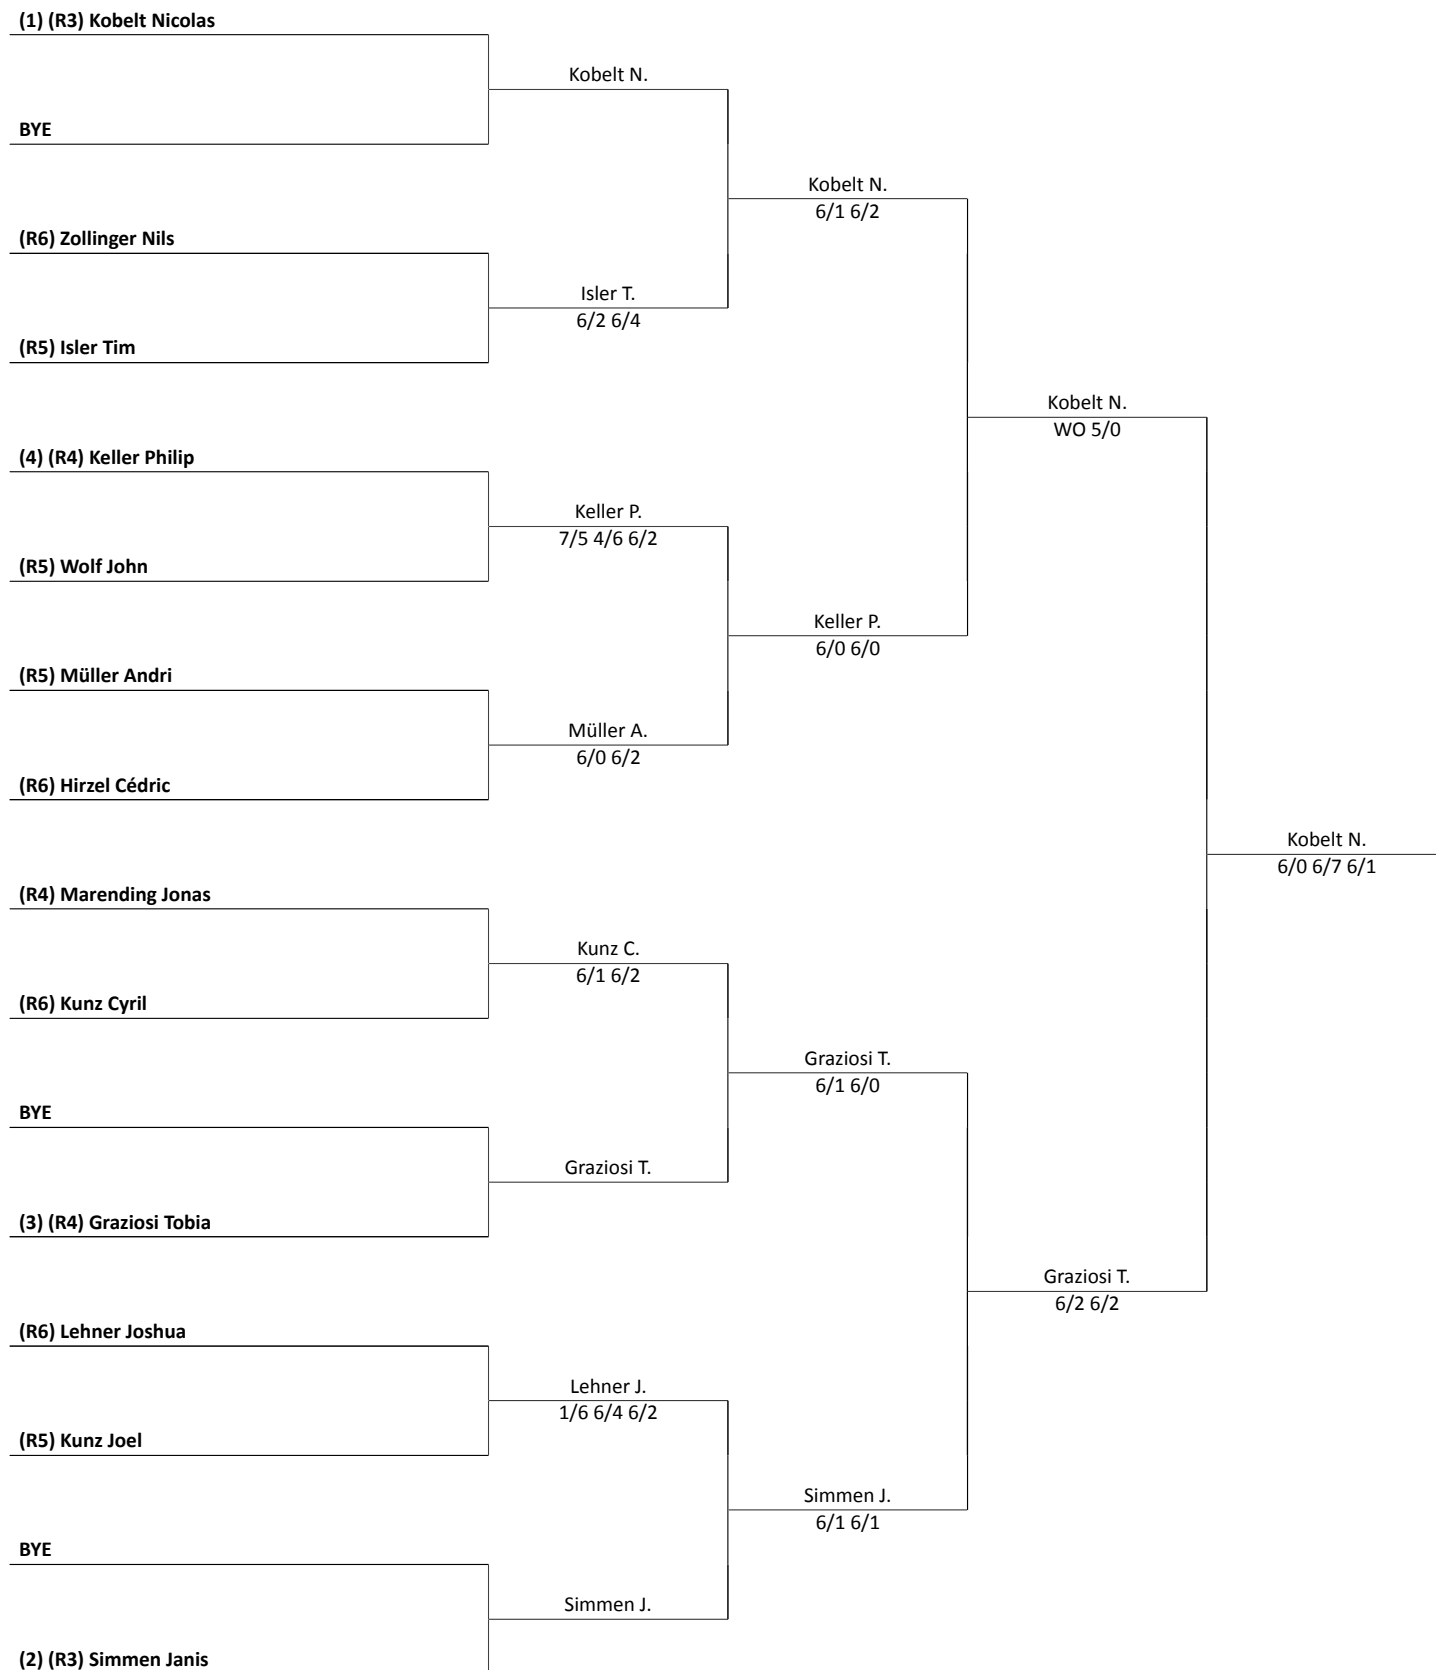 (1) (R3) Kobelt Nicolas
Kobelt N.
BYE
Kobelt N.
6/1 6/2
(R6) Zollinger Nils
Isler T.
6/2 6/4
(R5) Isler Tim
Kobelt N.
WO 5/0
(4) (R4) Keller Philip
Keller P.
7/5 4/6 6/2
(R5) Wolf John
Keller P.
6/0 6/0
(R5) Müller Andri
Müller A.
6/0 6/2
(R6) Hirzel Cédric
Kobelt N.
6/0 6/7 6/1
(R4) Marending Jonas
Kunz C.
6/1 6/2
(R6) Kunz Cyril
Graziosi T.
6/1 6/0
BYE
Graziosi T.
(3) (R4) Graziosi Tobia
Graziosi T.
6/2 6/2
(R6) Lehner Joshua
Lehner J.
1/6 6/4 6/2
(R5) Kunz Joel
Simmen J.
6/1 6/1
BYE
Simmen J.
(2) (R3) Simmen Janis